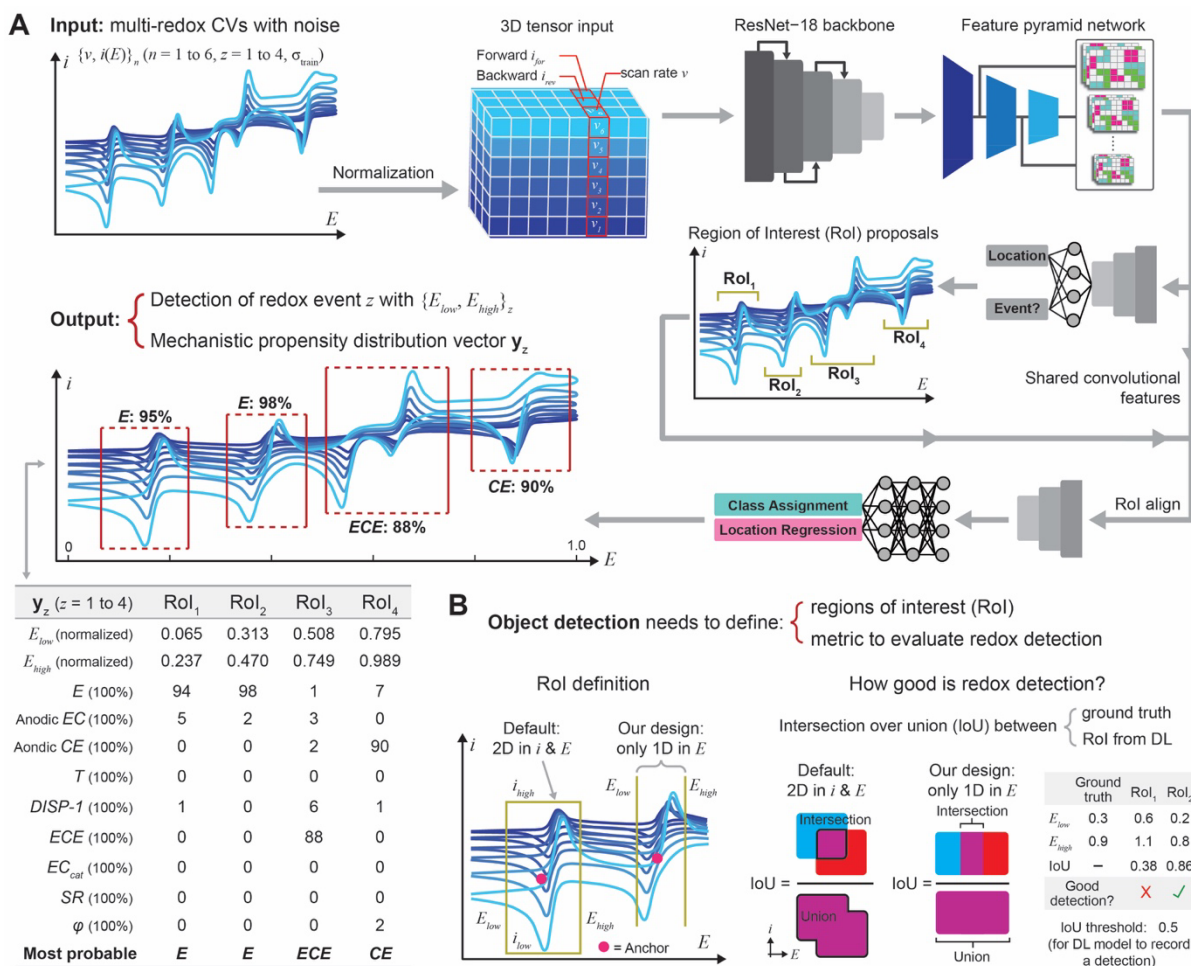 A
Input: multi-redox CVs with noise
{v, i(E)}n (n = 1 to 6, z = 1 to 4, σtrain)
i
E
Normalization
3D tensor input
Forward ifor
Backward irev
scan rate v
v6
v5
v4
v3
v2
v1
ResNet−18 backbone
Feature pyramid network
Region of Interest (RoI) proposals
i
RoI1
RoI2
RoI3
RoI4
E
Location
Event?
Shared convolutional
features
RoI align
Class Assignment
Location Regression
Output:
Detection of redox event z with {Elow, Ehigh}z
Mechanistic propensity distribution vector yz
i
E: 95%
E: 98%
ECE: 88%
CE: 90%
0
1.0
E
yz (z = 1 to 4) RoI1 RoI2 RoI3 RoI4
Elow (normalized) 0.065 0.313 0.508 0.795
Ehigh (normalized) 0.237 0.470 0.749 0.989
E (100%) 94 98 1 7
Anodic EC (100%) 5 2 3 0
Aondic CE (100%) 0 0 2 90
T (100%) 0 0 0 0
DISP-1 (100%) 1 0 6 1
ECE (100%) 0 0 88 0
ECcat (100%) 0 0 0 0
SR (100%) 0 0 0 0
φ (100%) 0 0 0 2
Most probable E E ECE CE
B
Object detection needs to define:
regions of interest (RoI)
metric to evaluate redox detection
RoI definition
Default:
2D in i & E
Our design:
only 1D in E
i
ihigh
Elow
Ehigh
Elow
ilow
Ehigh
= Anchor
E
How good is redox detection?
Intersection over union (IoU) between
ground truth
RoI from DL
Default:
2D in i & E
Intersection
IoU =
Union
i
E
Our design:
only 1D in E
Intersection
IoU =
Union
Ground
truth RoI1 RoI2
Elow 0.3 0.6 0.2
Ehigh 0.9 1.1 0.8
IoU – 0.38 0.86
Good
detection? ✗ ✓
IoU threshold: 0.5
(for DL model to record
a detection)